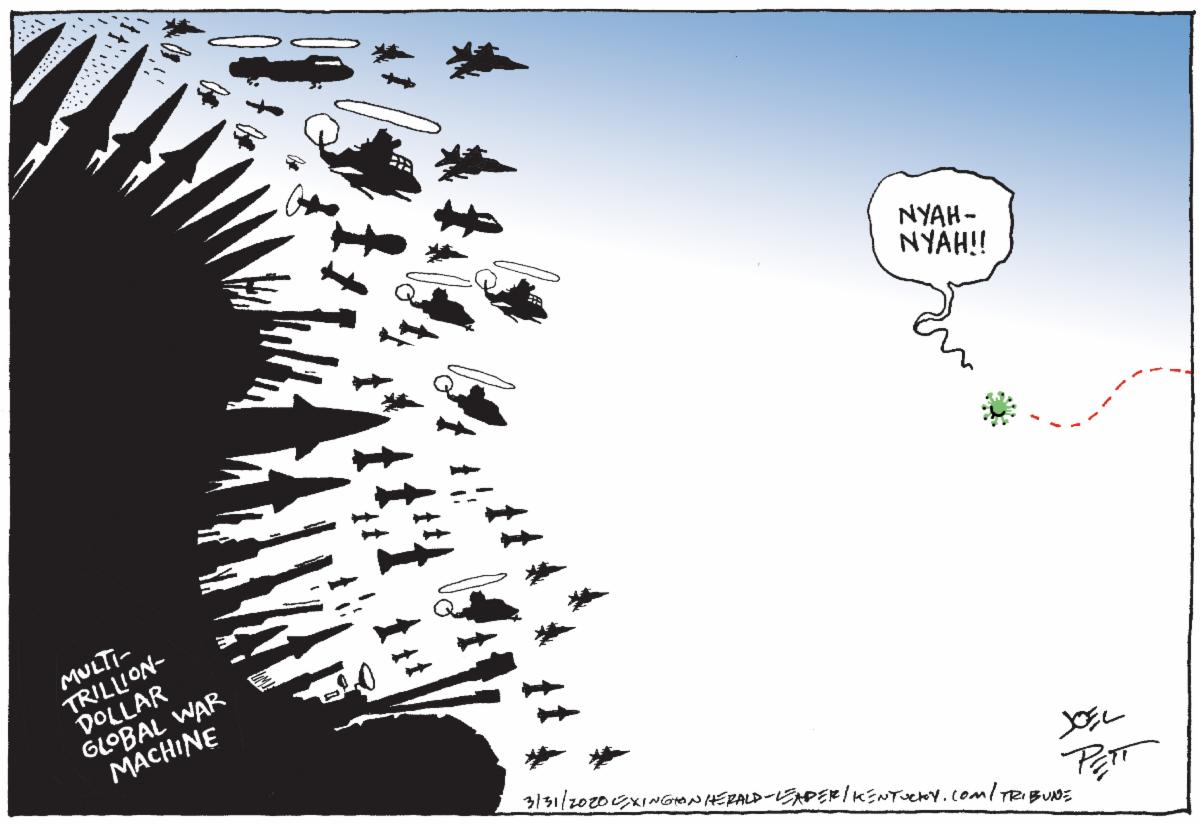 NYAH-
NYAH!!
MULTI-
TRILLION-
DOLLAR
GLOBAL WAR
MACHINE
JOEL
PETT
3/31/2020 LEXINGTON HERALD-LEADER/KENTUCKY.COM/TRIBUNE